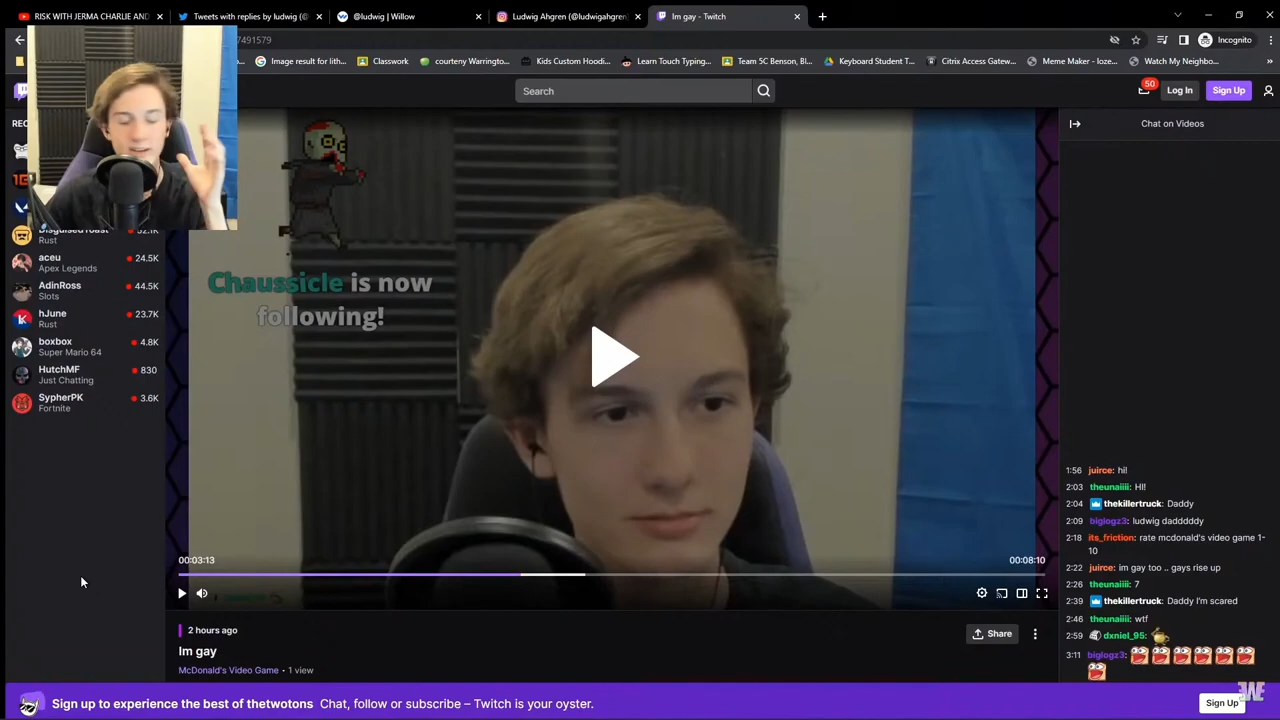 RISK WITH JERMA CHARLIE AND
Tweets with replies by ludwig (@
@ludwig | Willow
Ludwig Ahgren (@ludwigahgren
Im gay - Twitch
7491579
Incognito
Image result for lith...
Classwork
courtesy Worringto...
Kids Custom Hoodi...
Learn Touch Typing...
Team SC Docs, Bl...
Keyboard Student T...
Matrix Access Gatew...
Meme Maker - loze...
Watch My Neighbo...
Search
50
Log In
Sign Up
REC
Chat on Videos
DisguisedToast
52.1K
Rust
aceu
24.5K
Apex Legends
AdinRoss
44.5K
Slots
hJune
23.7K
Rust
boxbox
4.8K
Super Mario 64
HutchMF
830
Just Chatting
SypherPK
3.6K
Fortnite
Chaussicle is now
following!
00:03:13
00:08:10
1:56 juirce: hi!
2:03 theunaiiii: HI!
2:04 thekillertruck: Daddy
2:09 biglogz3: ludwig dadddddy
2:18 its_friction: rate mcdonald's video game 1-
10
2:22 juirce: im gay too .. gays rise up
2:26 theunaiiii: 7
2:39 thekillertruck: Daddy I'm scared
2:46 theunaiiii: wtf
2:59 dxniel_95:
3:11 biglogz3:
2 hours ago
Share
Im gay
McDonald's Video Game • 1 view
Sign up to experience the best of thetwotons Chat, follow or subscribe – Twitch is your oyster.
Sign Up
W